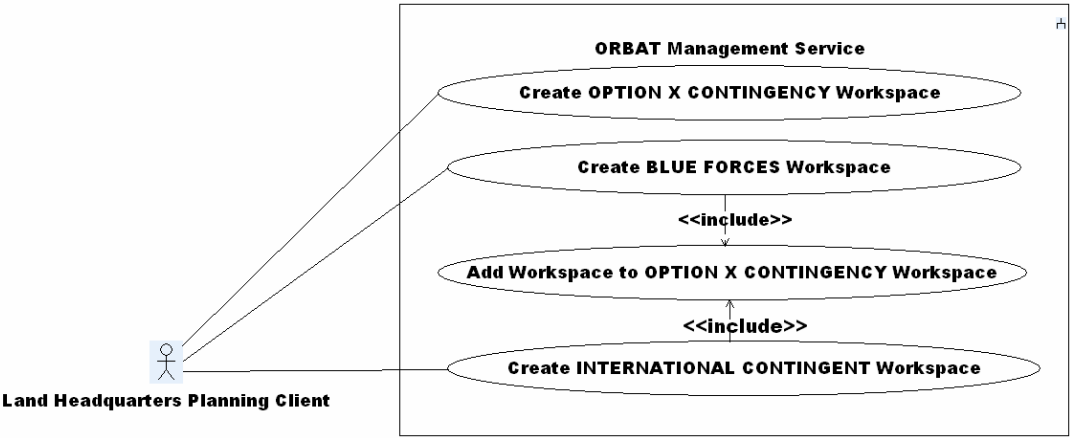 ORBAT Management Service
Create OPTION X CONTINGENCY Workspace
Create BLUE FORCES Workspace
<<include>>
Add Workspace to OPTION X CONTINGENCY Workspace
<<include>>
Create INTERNATIONAL CONTINGENT Workspace
Land Headquarters Planning Client